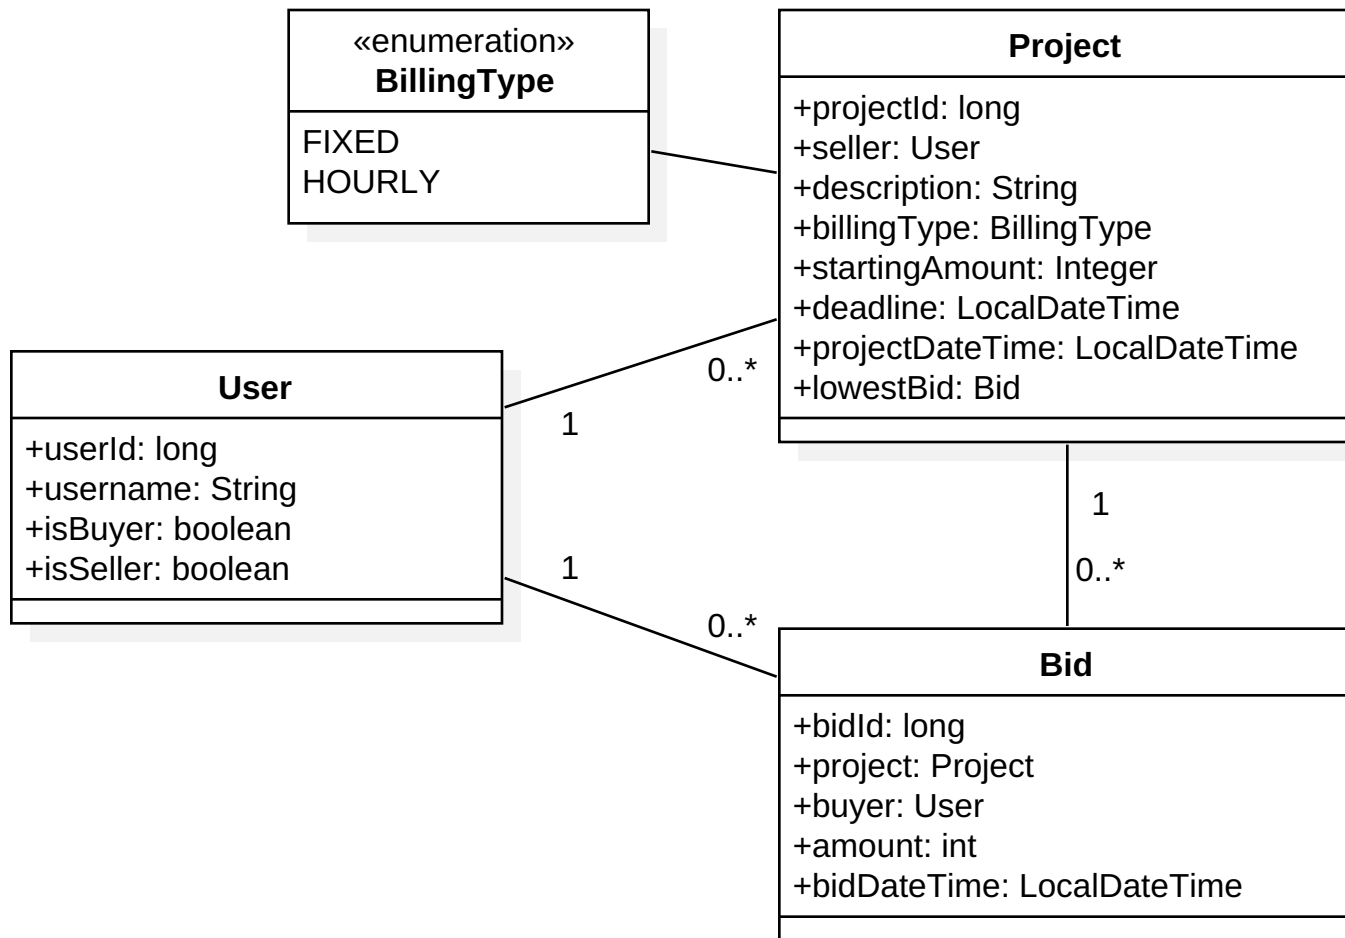 «enumeration»
BillingType
FIXED
HOURLY
Project
+projectId: long
+seller: User
+description: String
+billingType: BillingType
+startingAmount: Integer
+deadline: LocalDateTime
+projectDateTime: LocalDateTime
+lowestBid: Bid
User
+userId: long
+username: String
+isBuyer: boolean
+isSeller: boolean
0..*
1
1
0..*
1
0..*
Bid
+bidId: long
+project: Project
+buyer: User
+amount: int
+bidDateTime: LocalDateTime